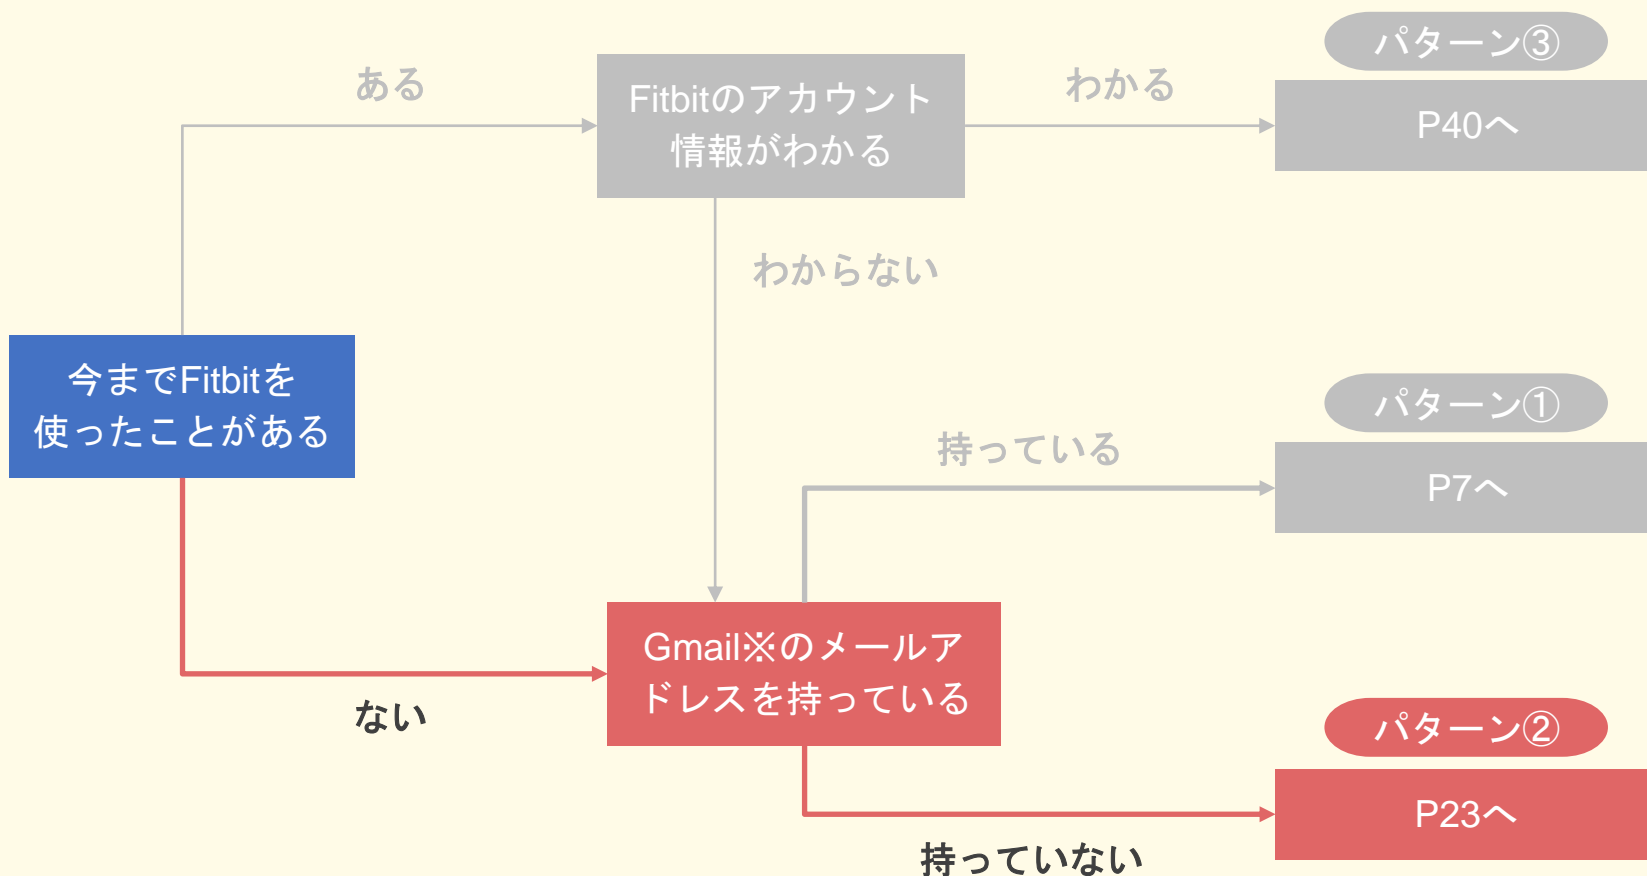 パターン③
ある
Fitbitのアカウント
情報がわかる
わかる
P40へ
わからない
今までFitbitを
使ったことがある
パターン①
持っている
P7へ
Gmail※のメールア
ドレスを持っている
ない
パターン②
P23へ
持っていない